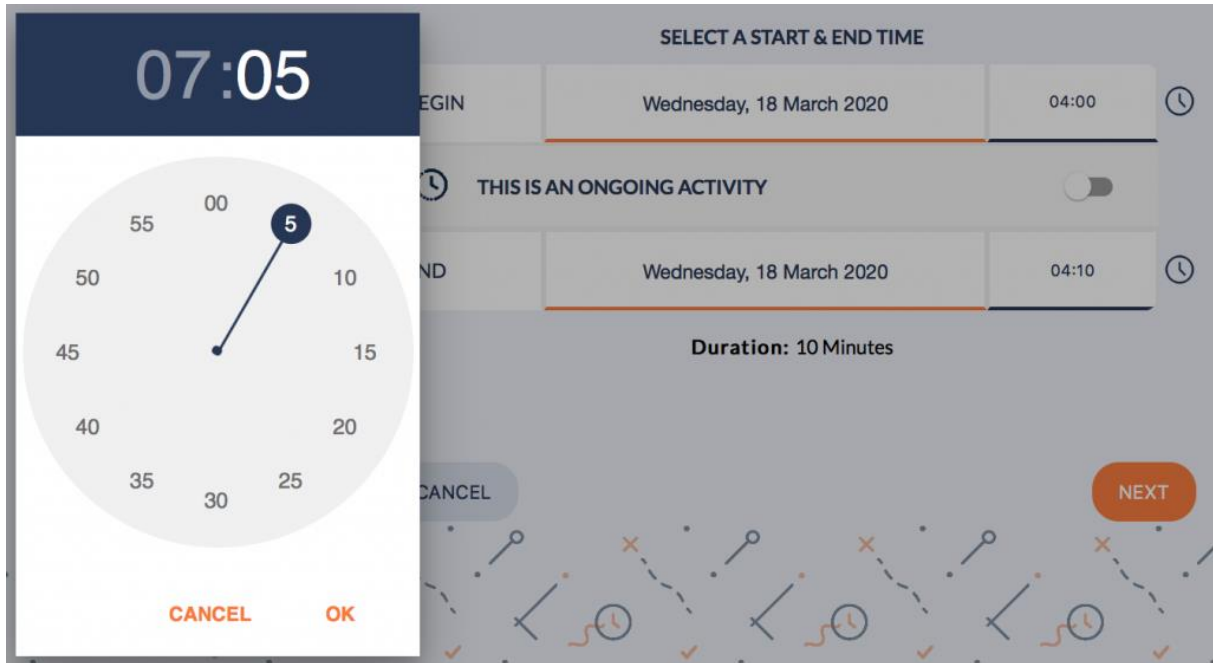 07:05
00
55
5
50
10
45
15
40
20
35
25
30
CANCEL
OK
SELECT A START & END TIME
EGIN
Wednesday, 18 March 2020
04:00
THIS IS AN ONGOING ACTIVITY
ND
Wednesday, 18 March 2020
04:10
Duration: 10 Minutes
CANCEL
NEXT